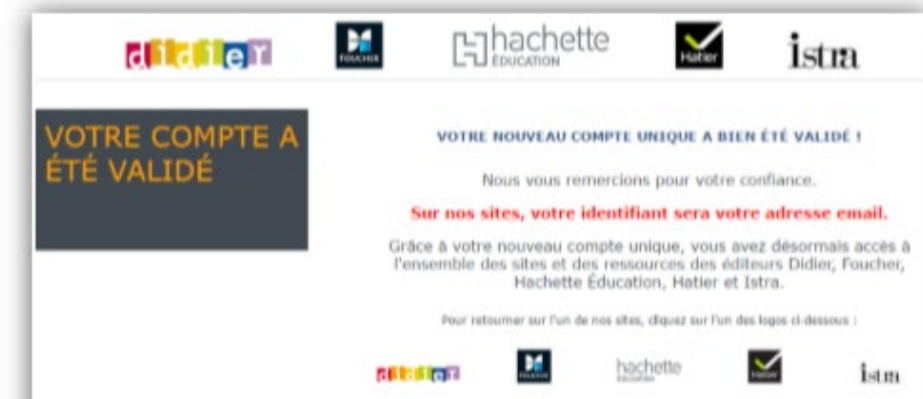 didier
FOUCHER
hachette
ÉDUCATION
Hatier
istra
VOTRE COMPTE A
ÉTÉ VALIDÉ
VOTRE NOUVEAU COMPTE UNIQUE A BIEN ÉTÉ VALIDÉ !
Nous vous remercions pour votre confiance.
Sur nos sites, votre identifiant sera votre adresse email.
Grâce à votre nouveau compte unique, vous avez désormais accès à
l'ensemble des sites et des ressources des éditeurs Didier, Foucher,
Hachette Éducation, Hatier et Istra.
Pour retourner sur l'un de nos sites, cliquez sur l'un des logos ci-dessous :
didier
FOUCHER
hachette
ÉDUCATION
Hatier
istra